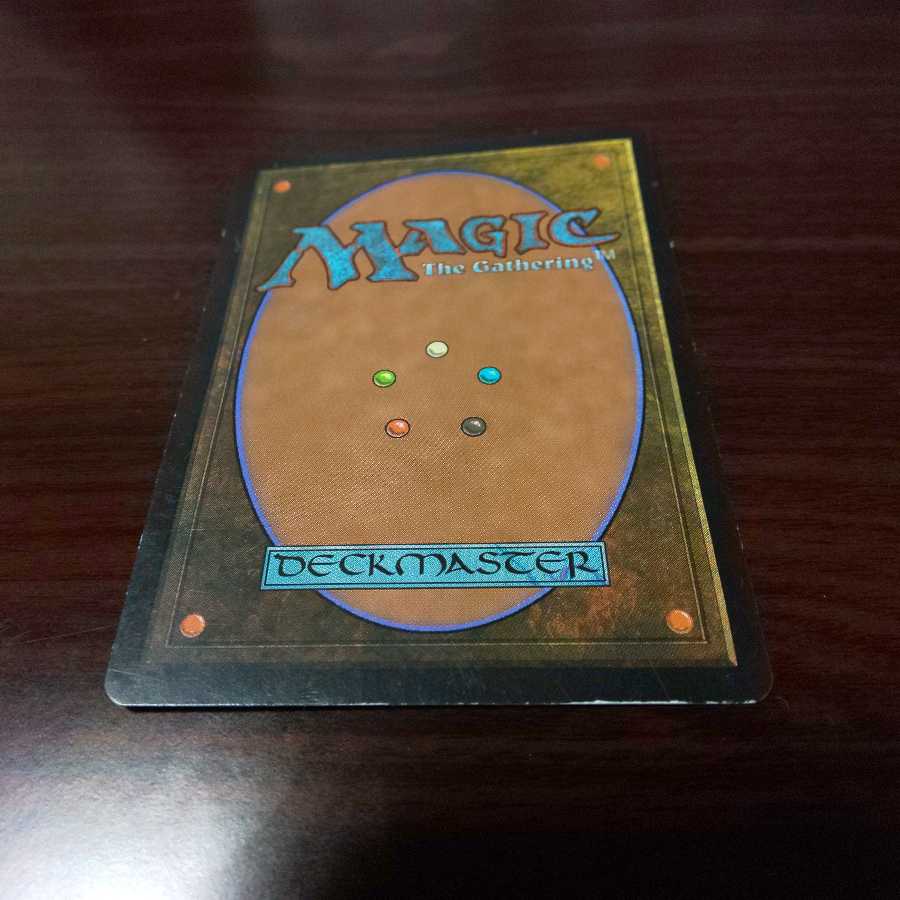 MAGIC
The Gathering™
DECKMASTER